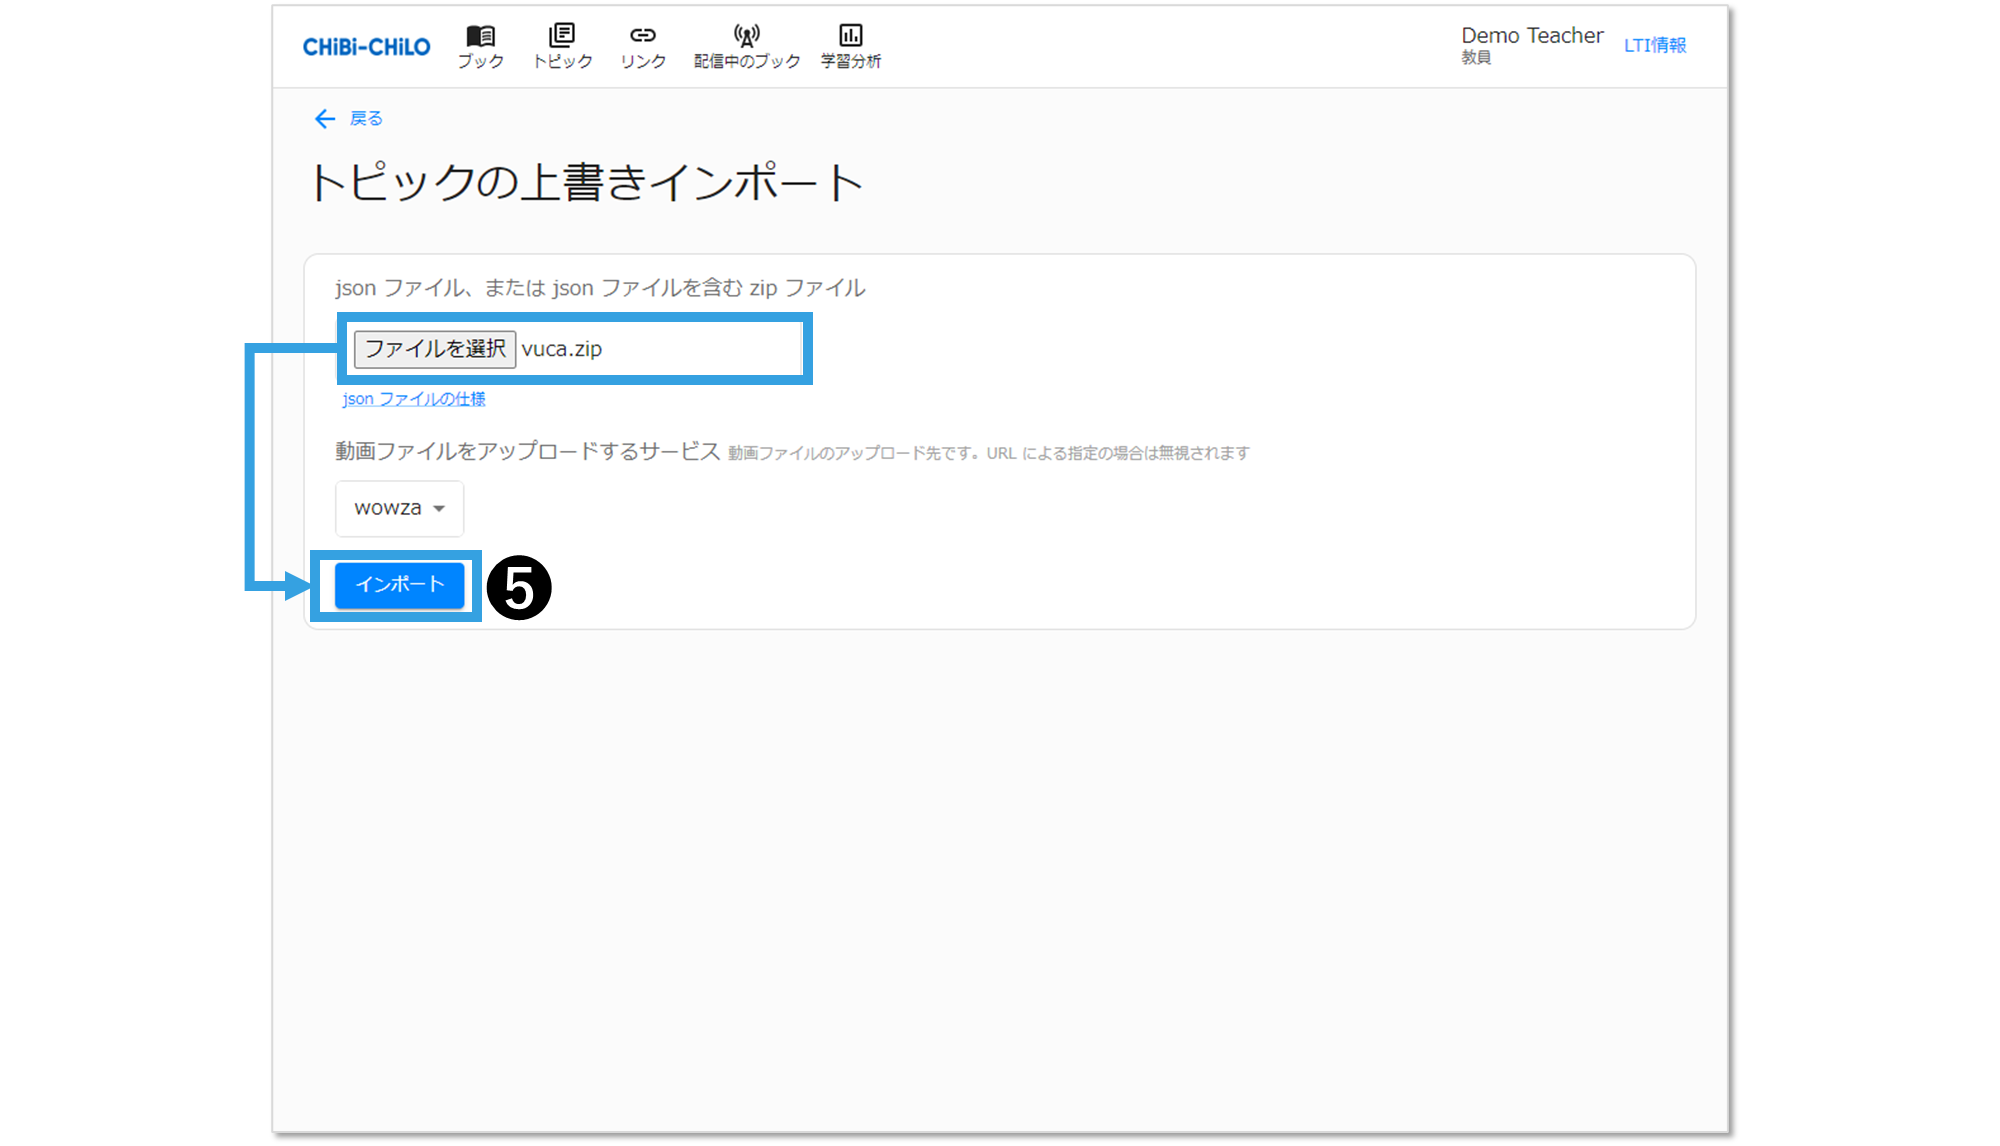 CHiBi-CHiLO
ブック
トピック
リンク
配信中のブック
学習分析
Demo Teacher
教員
LTI情報
戻る
トピックの上書きインポート
json ファイル、または json ファイルを含む zip ファイル
ファイルを選択 vuca.zip
json ファイルの仕様
動画ファイルをアップロードするサービス 動画ファイルのアップロード先です。URL による指定の場合は無視されます
wowza
インポート
5